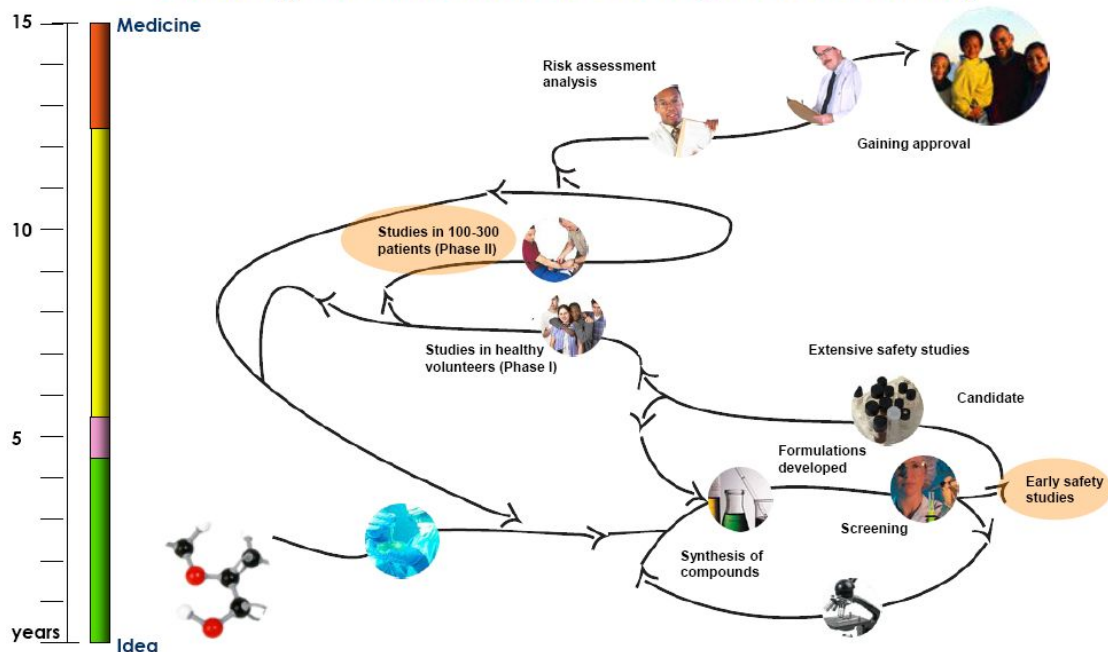 15
Medicine
Risk assessment
analysis
Gaining approval
10
Studies in 100-300
patients (Phase II)
Studies in healthy
volunteers (Phase I)
Extensive safety studies
Candidate
5
Formulations
developed
Early safety
studies
Screening
Synthesis of
compounds
years
Idea